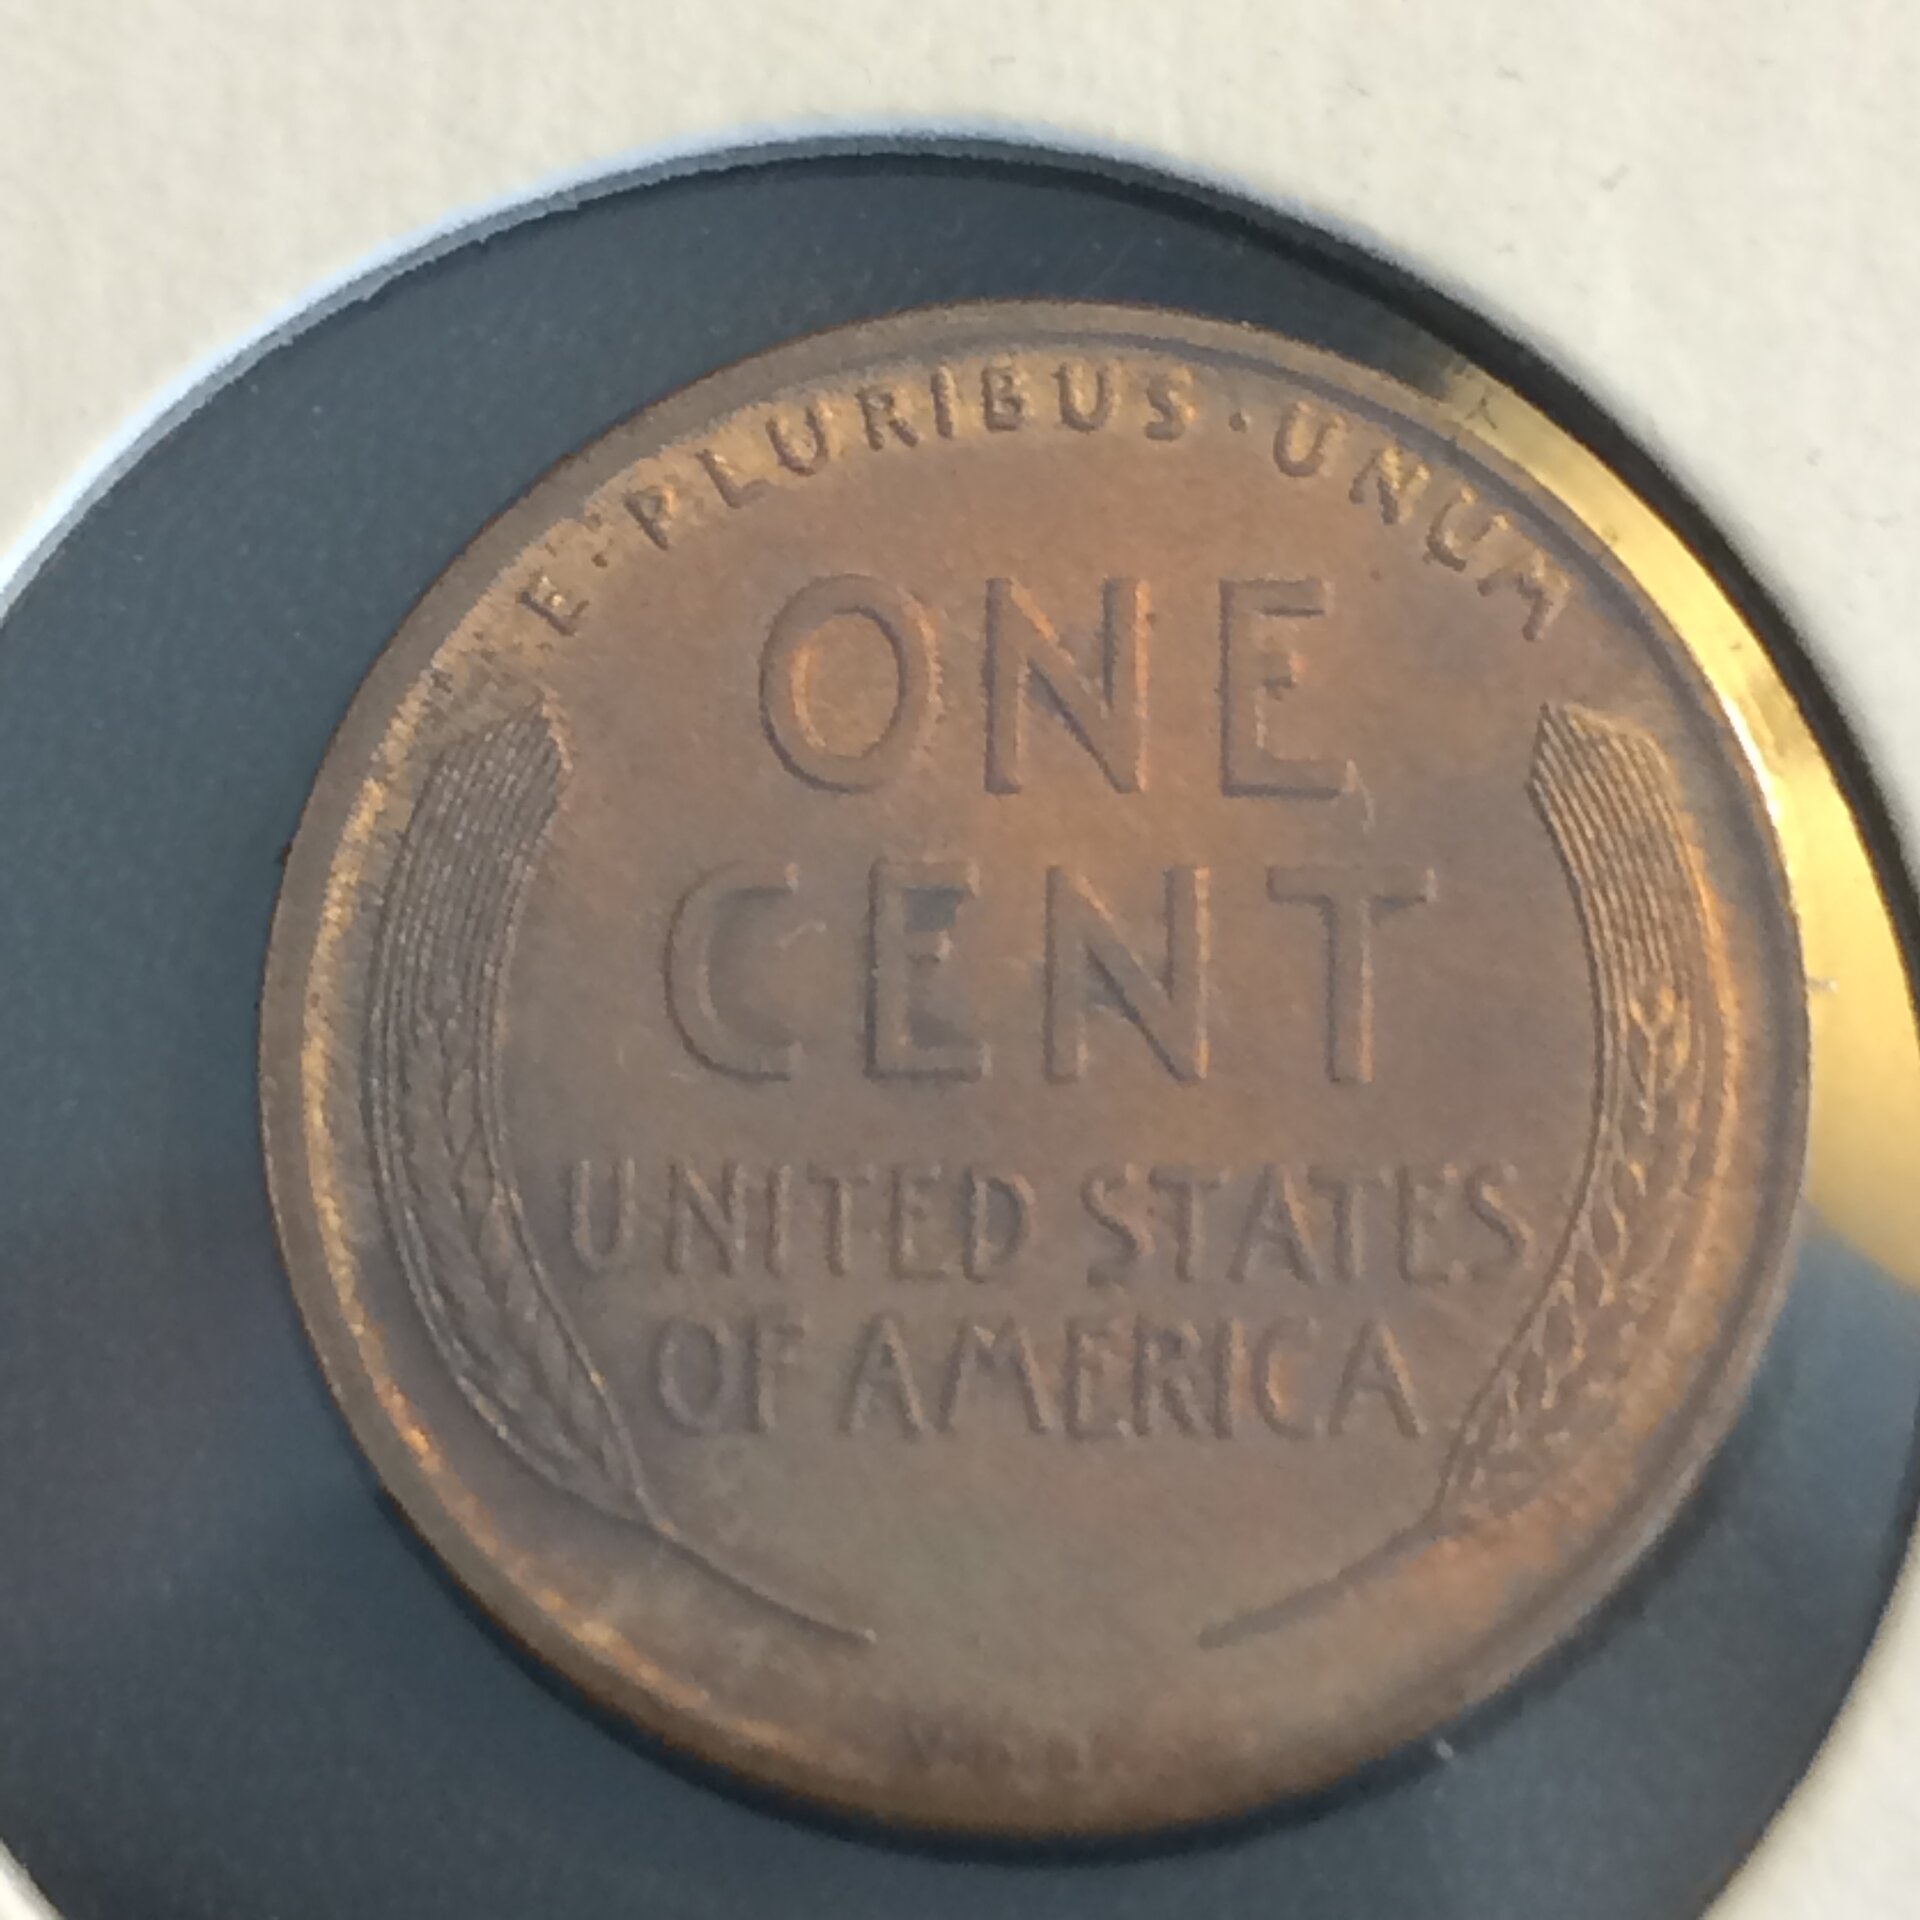 E·PLURIBUS·UNUM
ONE
CENT
UNITED STATES
OF AMERICA
V.D.B.